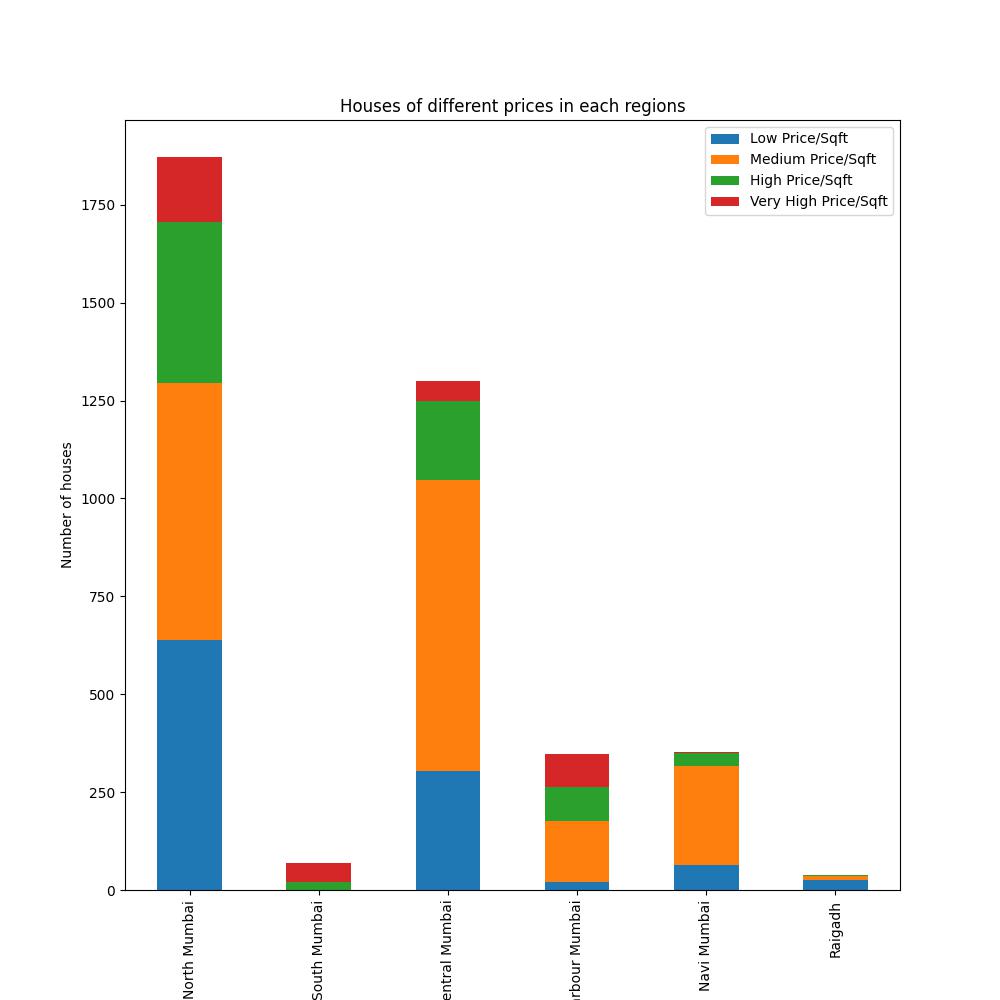 Houses of different prices in each regions
Low Price/Sqft
Medium Price/Sqft
High Price/Sqft
Very High Price/Sqft
Number of houses
1750
1500
1250
1000
750
500
250
0
North Mumbai
South Mumbai
entral Mumbai
rbour Mumbai
Navi Mumbai
Raigadh